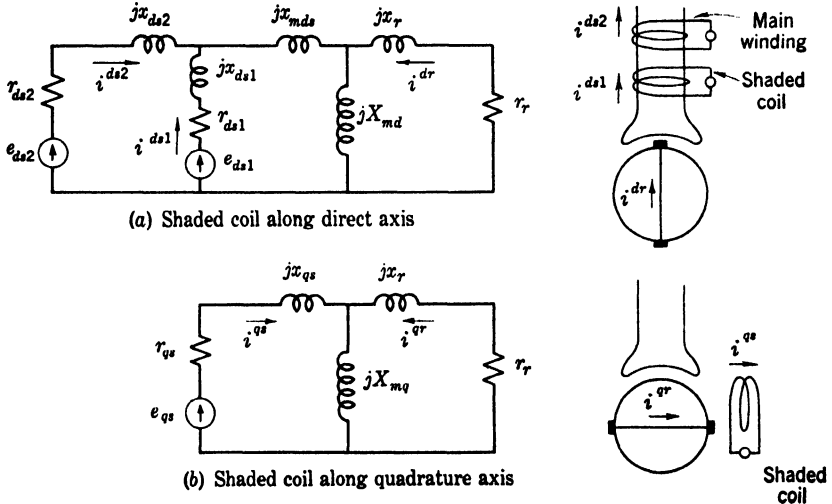 jx_ds2
jx_mds
jx_r
i^ds2
jx_ds1
i^dr
r_ds2
r_ds1
jX_md
r_r
i^ds1
e_ds2
e_ds1
(a) Shaded coil along direct axis
i^ds2
Main
winding
i^ds1
Shaded
coil
i^dr
jx_qs
jx_r
i^qs
i^qr
r_qs
jX_mq
r_r
e_qs
(b) Shaded coil along quadrature axis
i^qs
i^qr
Shaded
coil